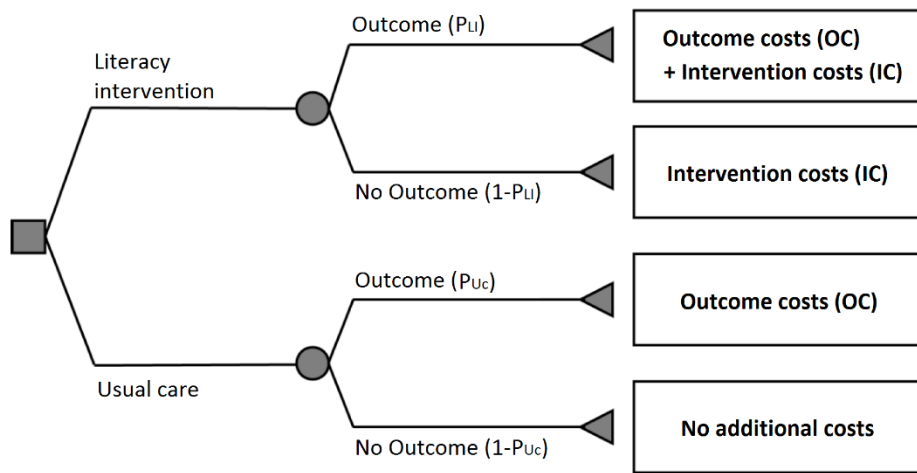 Outcome (PLI)
Literacy
intervention
Outcome costs (OC)
+ Intervention costs (IC)
No Outcome (1-PLI)
Intervention costs (IC)
Outcome (PUc)
Outcome costs (OC)
Usual care
No Outcome (1-PUc)
No additional costs